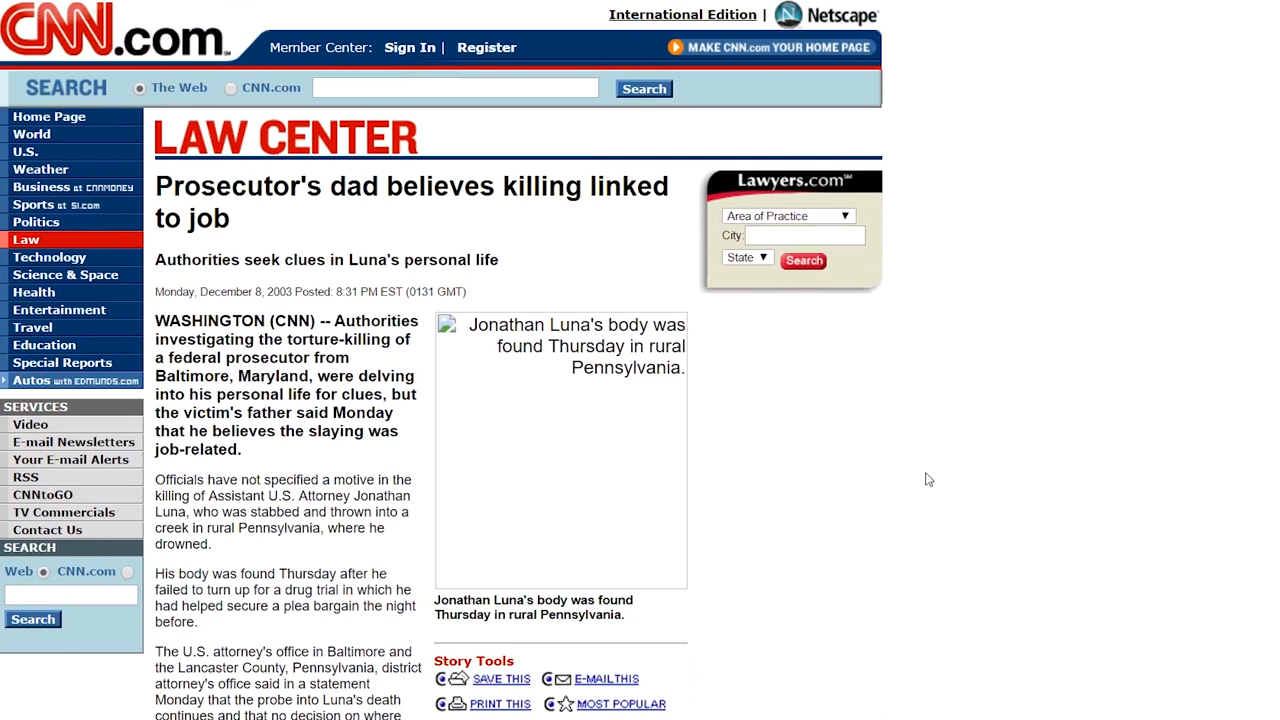 CNN.com
International Edition | Netscape
Member Center: Sign In | Register
MAKE CNN.com YOUR HOME PAGE
SEARCH The Web CNN.com Search
Home Page
World
U.S.
Weather
Business at CNNMONEY
Sports at SI.com
Politics
Law
Technology
Science & Space
Health
Entertainment
Travel
Education
Special Reports
Autos with EDMUNDS.com
SERVICES
Video
E-mail Newsletters
Your E-mail Alerts
RSS
CNNtoGO
TV Commercials
Contact Us
SEARCH
Web CNN.com
Search
LAW CENTER
Prosecutor's dad believes killing linked
to job
Authorities seek clues in Luna's personal life
Monday, December 8, 2003 Posted: 8:31 PM EST (0131 GMT)
WASHINGTON (CNN) -- Authorities
investigating the torture-killing of
a federal prosecutor from
Baltimore, Maryland, were delving
into his personal life for clues, but
the victim's father said Monday
that he believes the slaying was
job-related.
Officials have not specified a motive in the
killing of Assistant U.S. Attorney Jonathan
Luna, who was stabbed and thrown into a
creek in rural Pennsylvania, where he
drowned.
His body was found Thursday after he
failed to turn up for a drug trial in which he
had helped secure a plea bargain the night
before.
The U.S. attorney's office in Baltimore and
the Lancaster County, Pennsylvania, district
attorney's office said in a statement
Monday that the probe into Luna's death
continues and that no decision on where
Jonathan Luna's body was
found Thursday in rural
Pennsylvania.
Jonathan Luna's body was found
Thursday in rural Pennsylvania.
Story Tools
SAVE THIS E-MAIL THIS
PRINT THIS MOST POPULAR
Lawyers.com SM
Area of Practice
City:
State Search